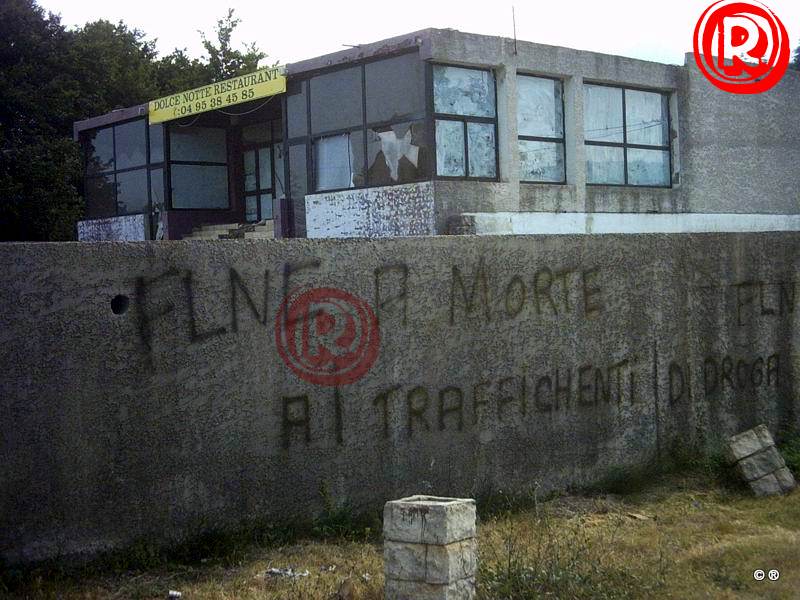 DOLCE NOTTE RESTAURANT
04 95 38 45 85
R
FLNC A MORTE
FLN
R
AI TRAFFICHENTI DI DROGA
© ®